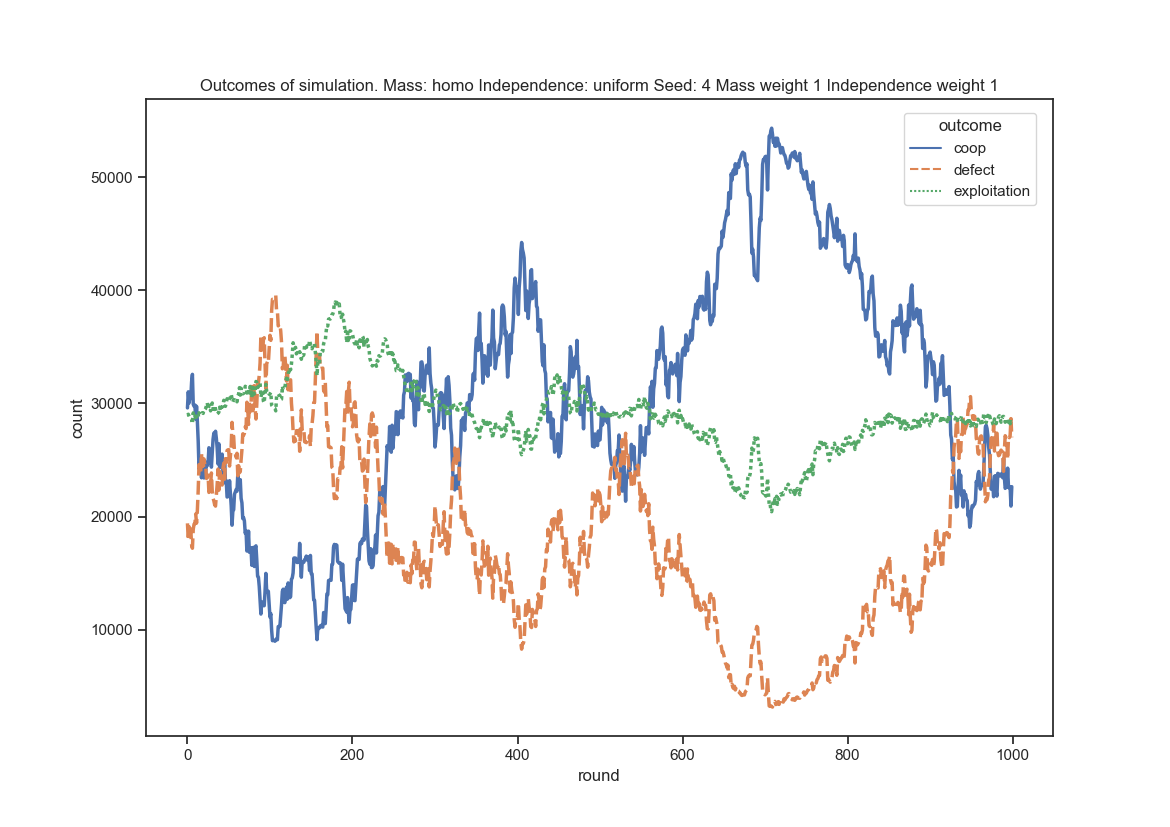 Outcomes of simulation. Mass: homo Independence: uniform Seed: 4 Mass weight 1 Independence weight 1
outcome
coop
defect
exploitation
50000
40000
30000
20000
10000
count
0
200
400
600
800
1000
round